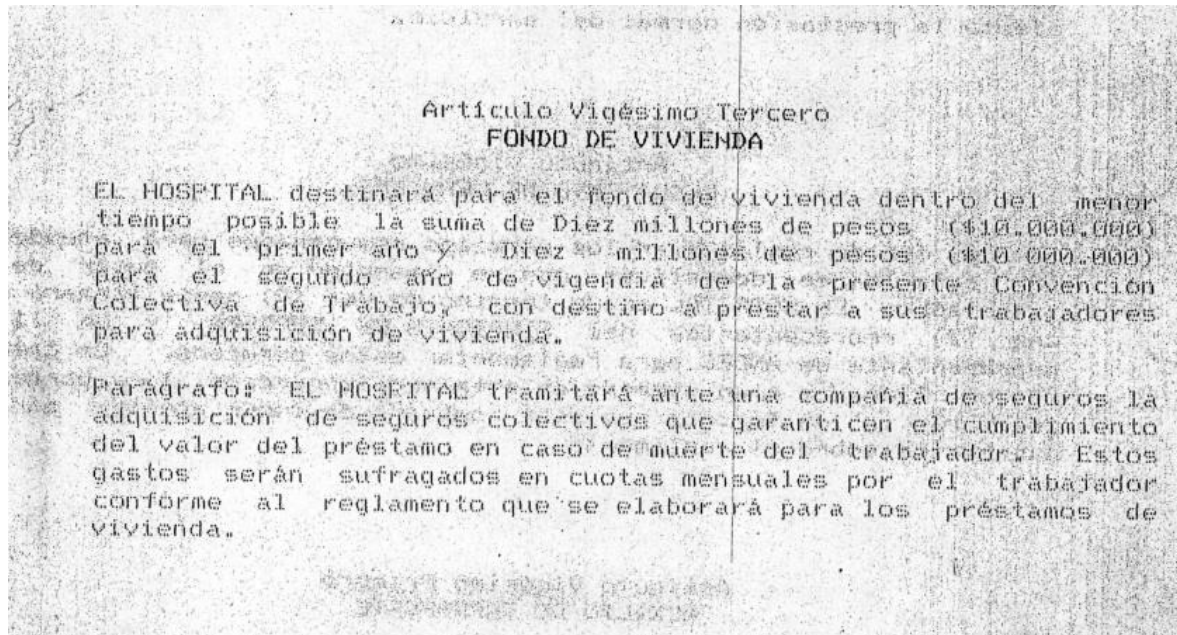 Artículo Vigésimo Tercero
FONDO DE VIVIENDA
EL HOSPITAL destinará para el fondo de vivienda dentro del menor
tiempo posible la suma de Diez millones de pesos ($10.000.000)
para el primer año y Diez millones de pesos ($10.000.000)
para el segundo año de vigencia de la presente Convención
Colectiva de Trabajo, con destino a prestar a sus trabajadores
para adquisición de vivienda.
Parágrafo: EL HOSPITAL tramitará ante una compañía de seguros la
adquisición de seguros colectivos que garanticen el cumplimiento
del valor del préstamo en caso de muerte del trabajador. Estos
gastos serán sufragados en cuotas mensuales por el trabajador
conforme al reglamento que se elaborará para los préstamos de
vivienda.